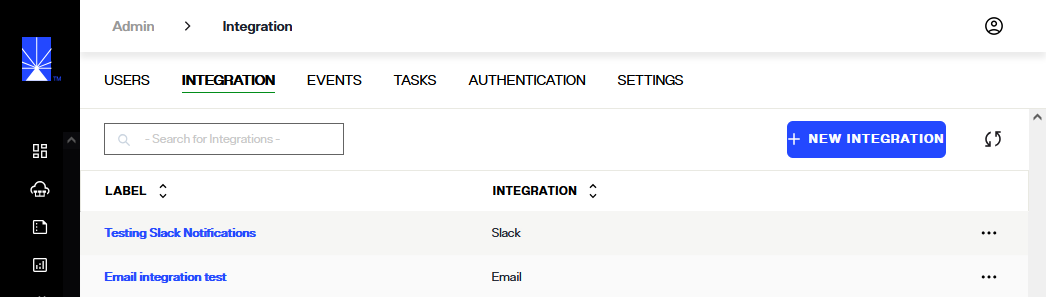 Admin > Integration
TM
USERS INTEGRATION EVENTS TASKS AUTHENTICATION SETTINGS
- Search for Integrations -
+ NEW INTEGRATION
LABEL INTEGRATION
Testing Slack Notifications Slack
Email integration test Email